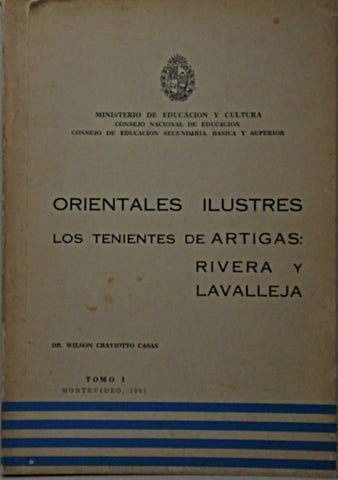 MINISTERIO DE EDUCACION Y CULTURA
CONSEJO NACIONAL DE EDUCACION
CONSEJO DE EDUCACION SECUNDARIA, BASICA Y SUPERIOR
ORIENTALES ILUSTRES
LOS TENIENTES DE ARTIGAS:
RIVERA Y
LAVALLEJA
DR. WILSON CRAVIOTTO CASAS
TOMO I
MONTEVIDEO, 1981